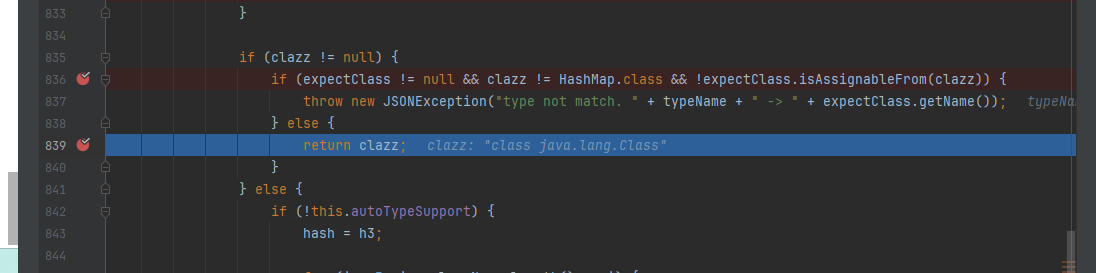 833 }
834
835 if (clazz != null) {
836 if (expectClass != null && clazz != HashMap.class && !expectClass.isAssignableFrom(clazz)) {
837 throw new JSONException("type not match. " + typeName + " -> " + expectClass.getName()); typeNa
838 } else {
839 return clazz; clazz: "class java.lang.Class"
840 }
841 } else {
842 if (!this.autoTypeSupport) {
843 hash = h3;
844